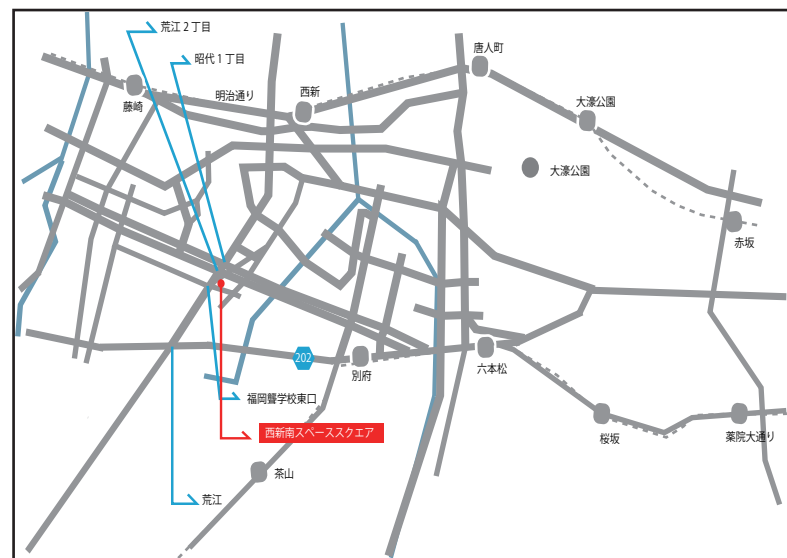 荒江2丁目
昭代1丁目
唐人町
藤崎
明治通り
西新
大濠公園
大濠公園
赤坂
202
別府
六本松
福岡聾学校東口
西新南スペーススクエア
桜坂
薬院大通り
茶山
荒江